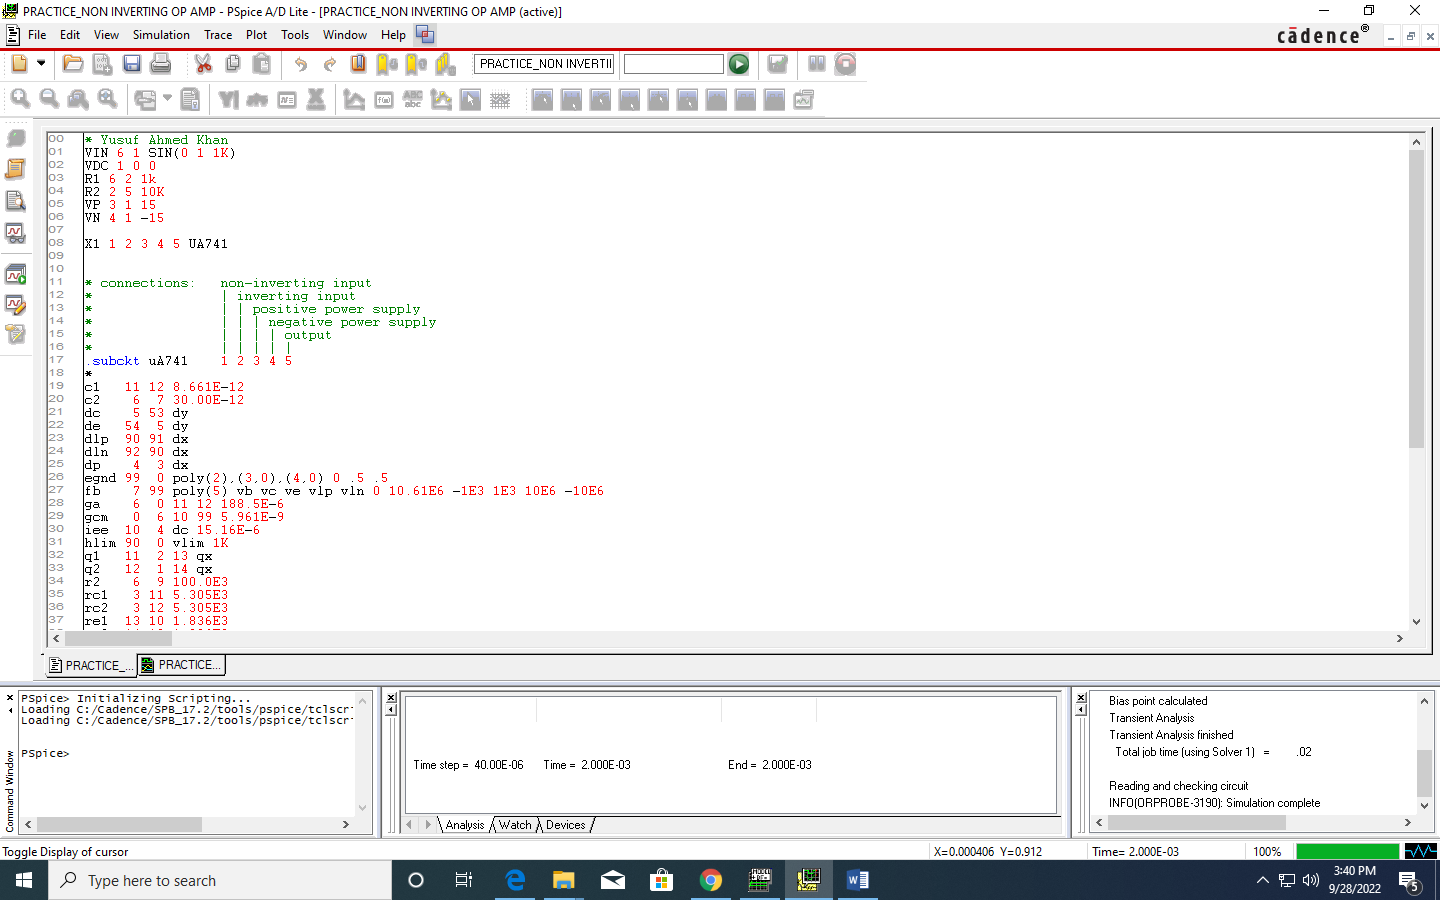 PRACTICE_NON INVERTING OP AMP - PSpice A/D Lite - [PRACTICE_NON INVERTING OP AMP (active)]
File Edit View Simulation Trace Plot Tools Window Help
cādence®
PRACTICE_NON INVERTII
00 * Yusuf Ahmed Khan
01 VIN 6 1 SIN(0 1 1K)
02 VDC 1 0 0
03 R1 6 2 1k
04 R2 2 5 10K
05 VP 3 1 15
06 VN 4 1 -15
07
08 X1 1 2 3 4 5 UA741
09
10
11 * connections: non-inverting input
12 * | inverting input
13 * | | positive power supply
14 * | | | negative power supply
15 * | | | | output
16 * | | | | |
17 .subckt uA741 1 2 3 4 5
18 *
19 c1 11 12 8.661E-12
20 c2 6 7 30.00E-12
21 dc 5 53 dy
22 de 54 5 dy
23 dlp 90 91 dx
24 dln 92 90 dx
25 dp 4 3 dx
26 egnd 99 0 poly(2),(3,0),(4,0) 0 .5 .5
27 fb 7 99 poly(5) vb vc ve vlp vln 0 10.61E6 -1E3 1E3 10E6 -10E6
28 ga 6 0 11 12 188.5E-6
29 gcm 0 6 10 99 5.961E-9
30 iee 10 4 dc 15.16E-6
31 hlim 90 0 vlim 1K
32 q1 11 2 13 qx
33 q2 12 1 14 qx
34 r2 6 9 100.0E3
35 rc1 3 11 5.305E3
36 rc2 3 12 5.305E3
37 re1 13 10 1.836E3
PRACTICE_... PRACTICE...
Command Window
PSpice> Initializing Scripting...
Loading C:/Cadence/SPB_17.2/tools/pspice/tclscr
Loading C:/Cadence/SPB_17.2/tools/pspice/tclscr
PSpice>
Time step = 40.00E-06 Time = 2.000E-03 End = 2.000E-03
Analysis Watch Devices
Bias point calculated
Transient Analysis
Transient Analysis finished
Total job time (using Solver 1) = .02
Reading and checking circuit
INFO(ORPROBE-3190): Simulation complete
Toggle Display of cursor X=0.000406 Y=0.912 Time= 2.000E-03 100%
Type here to search
3:40 PM
9/28/2022
5